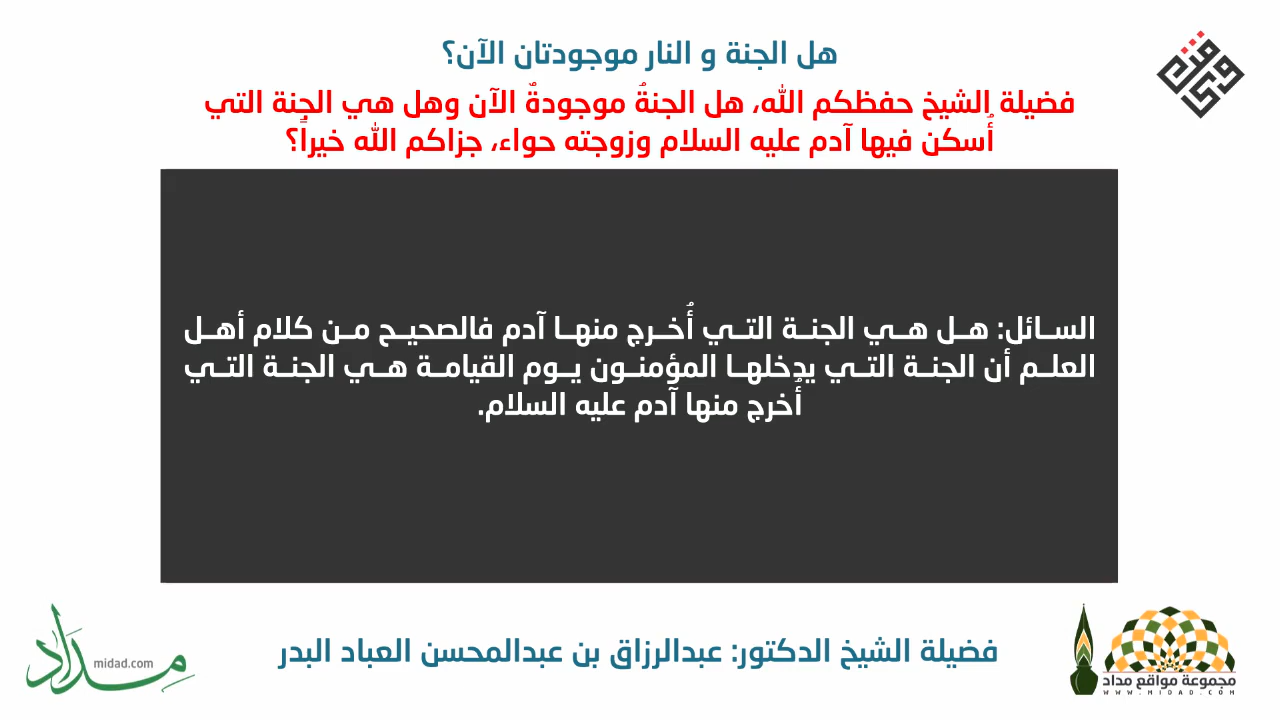 هل الجنة و النار موجودتان الآن؟
فضيلة الشيخ حفظكم الله، هل الجنةُ موجودةٌ الآن وهل هي الجنة التي
أُسكن فيها آدم عليه السلام وزوجته حواء، جزاكم الله خيراً؟
السائل: هل هي الجنة التي أُخرج منها آدم فالصحيح من كلام أهل
العلم أن الجنة التي يدخلها المؤمنون يوم القيامة هي الجنة التي
أُخرج منها آدم عليه السلام.
فضيلة الشيخ الدكتور: عبدالرزاق بن عبدالمحسن العباد البدر
مداد
midad.com
مجموعة مواقع مداد
WWW.MIDAD.COM